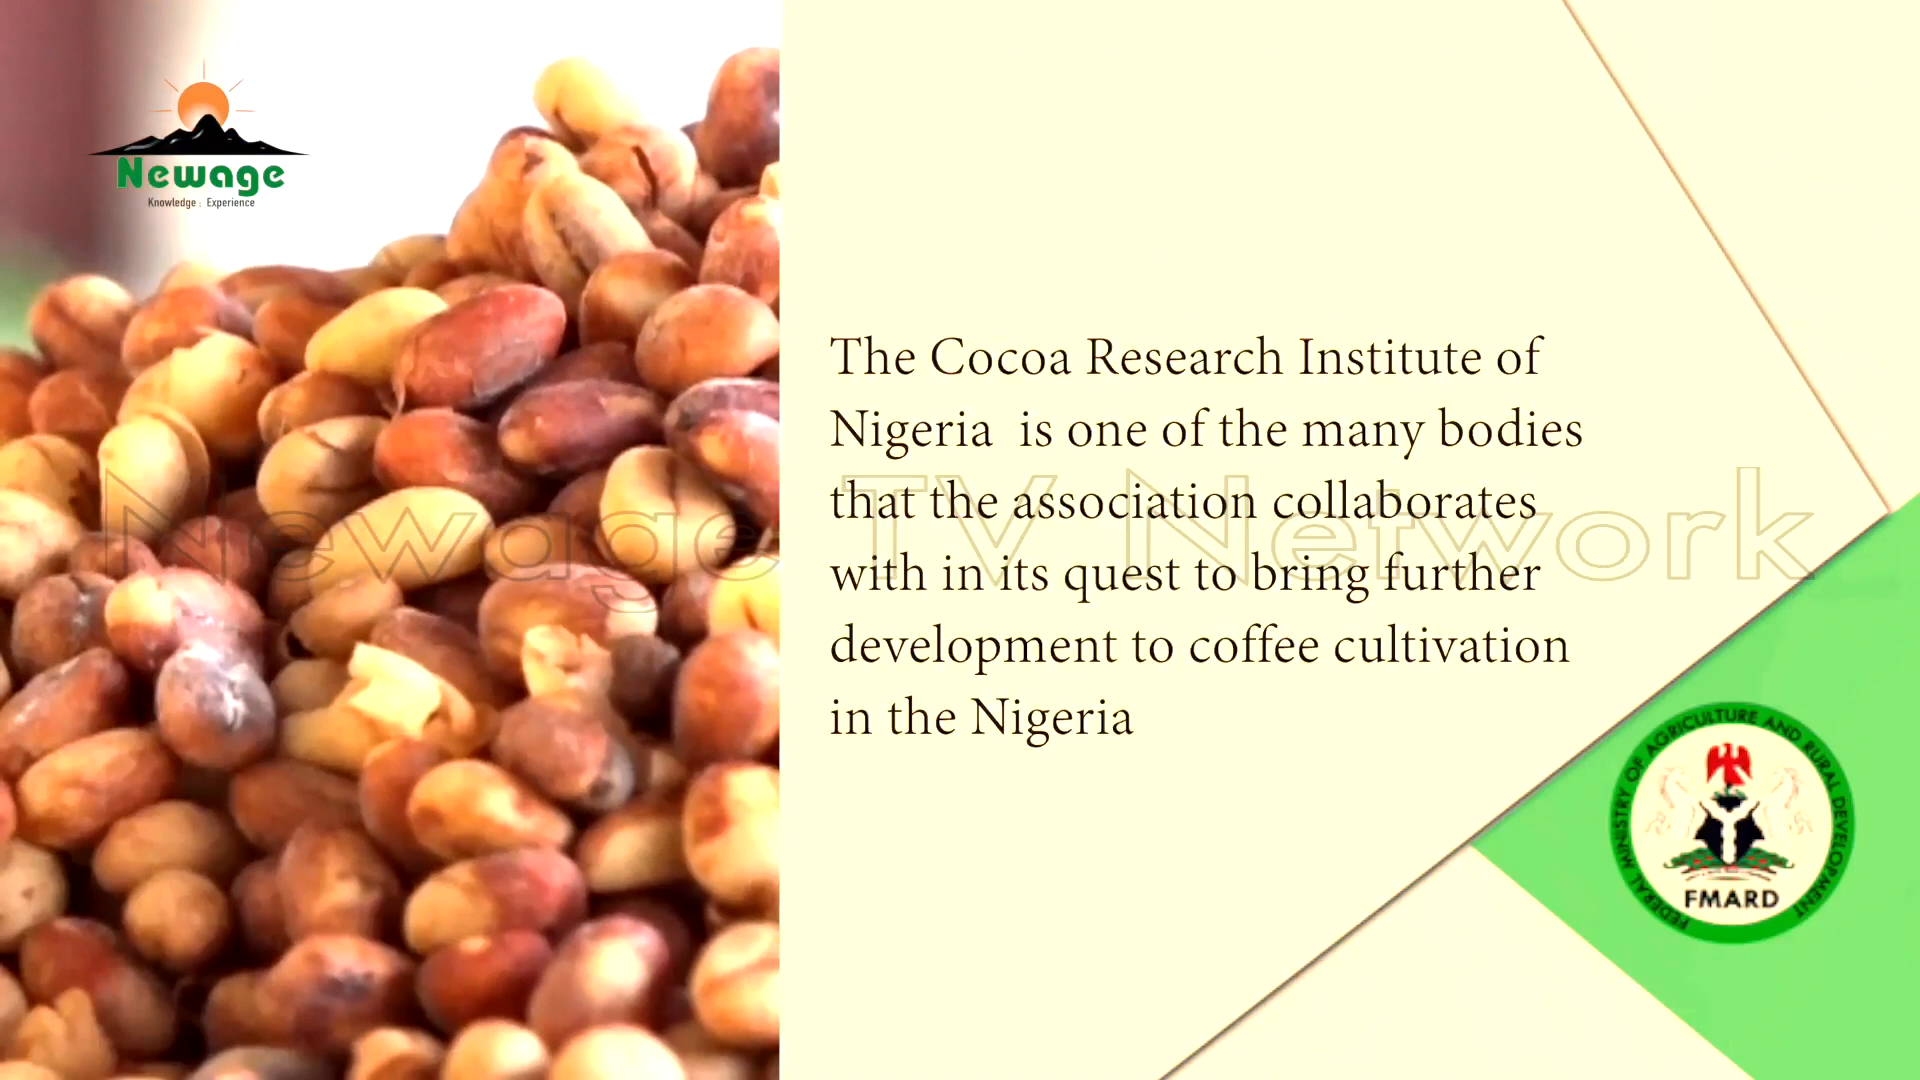 Newage
Knowledge : Experience
The Cocoa Research Institute of
Nigeria is one of the many bodies
that the association collaborates
with in its quest to bring further
development to coffee cultivation
in the Nigeria
Newage TV Network
FEDERAL MINISTRY OF AGRICULTURE AND RURAL DEVELOPMENT
FMARD